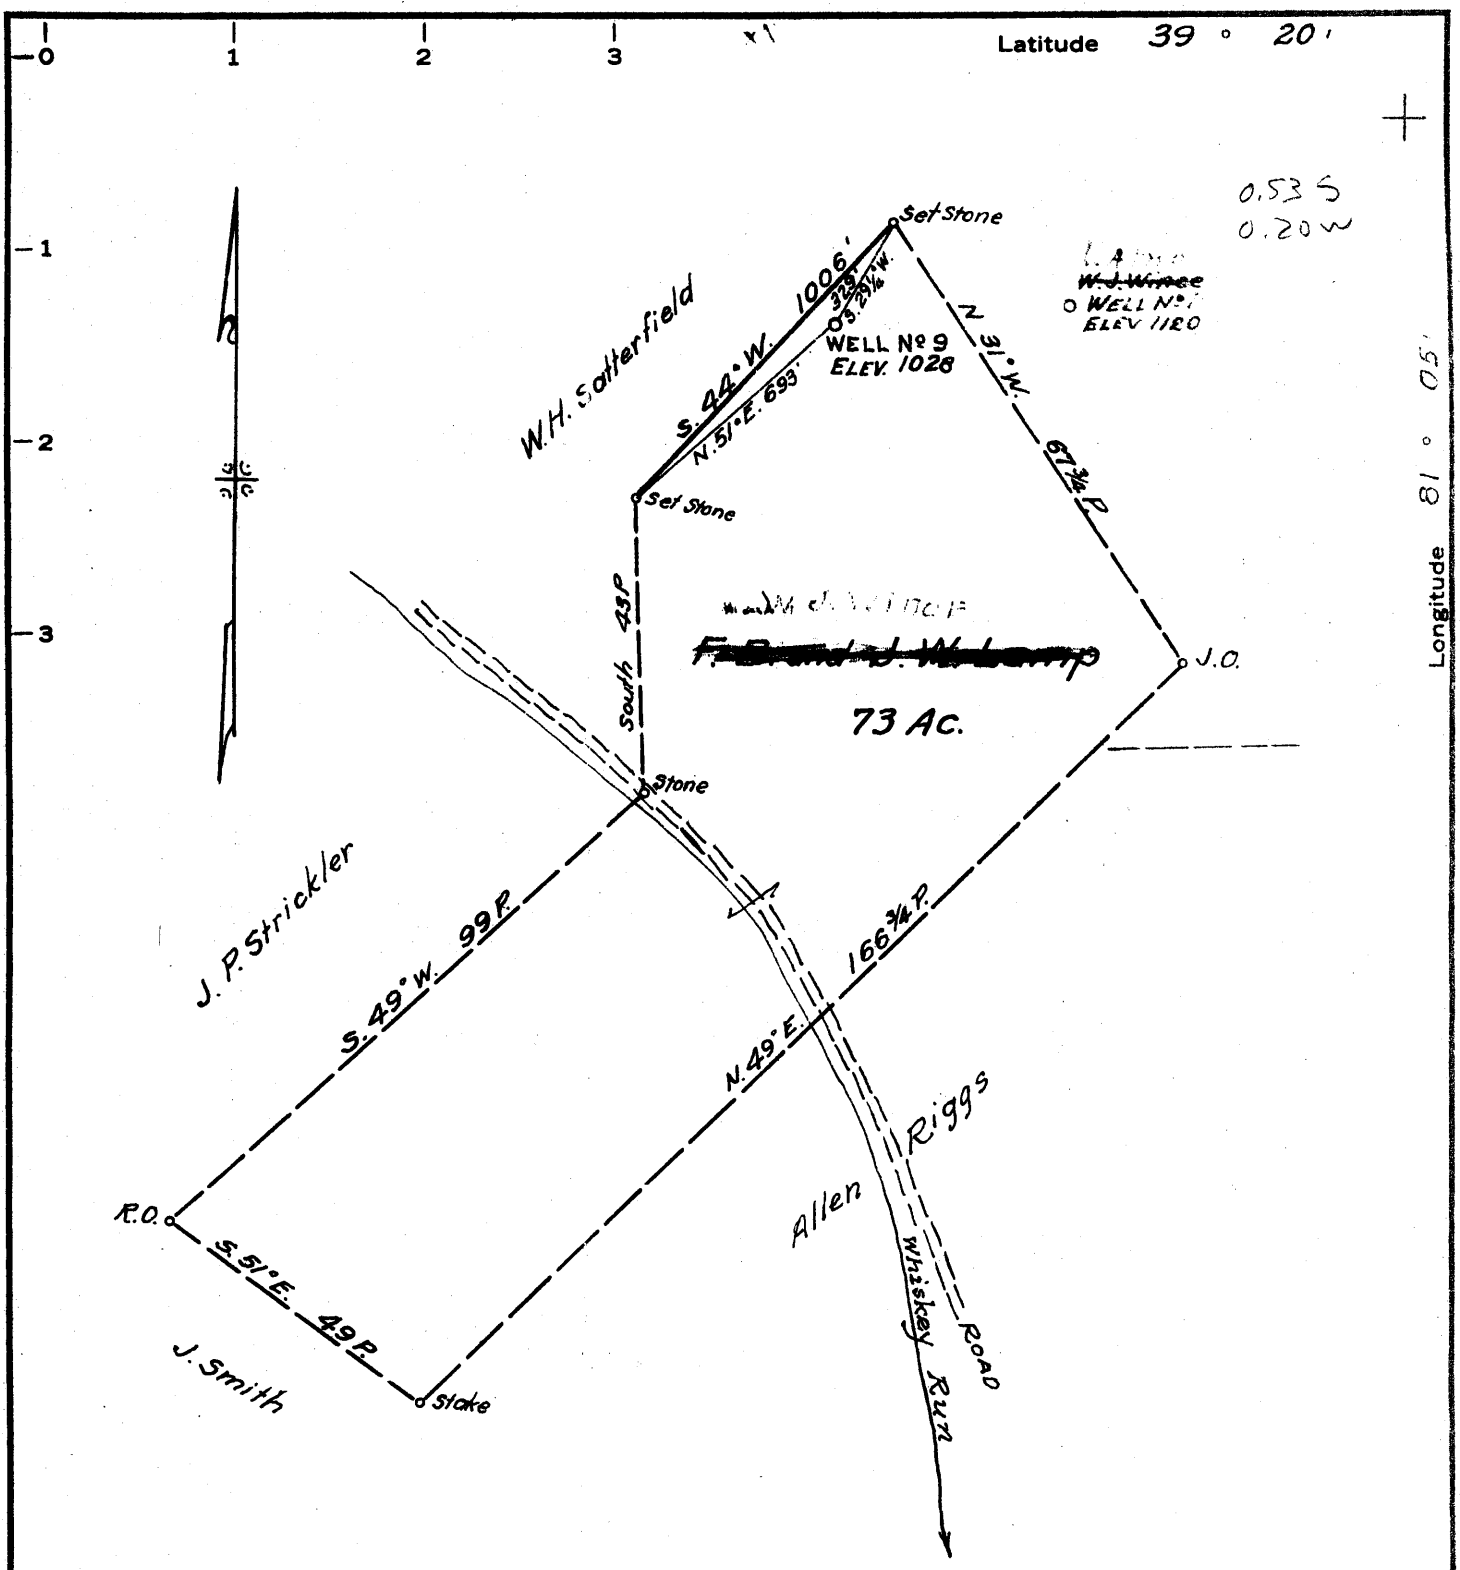 0 1 2 3
Latitude 39° 20'
0.53 S
0.20 W
-1
-2
-3
Set Stone
S. 44° W. 1006'
329'
S. 29¼° W.
W.H. Satterfield
WELL Nº 9
ELEV. 1028
N. 51° E. 693'
N 31° W. 67¾ P.
W. J. Wince
WELL Nº 1
ELEV 1180
Longitude 81° 05'
Set Stone
South 43P
73 Ac.
J.O.
Stone
J. P. Strickler
S. 49° W. 99 P.
N. 49° E. 166¾ P.
Allen Riggs
R.O.
S. 51° E. 49 P.
J. Smith
Stake
Whiskey Run
ROAD